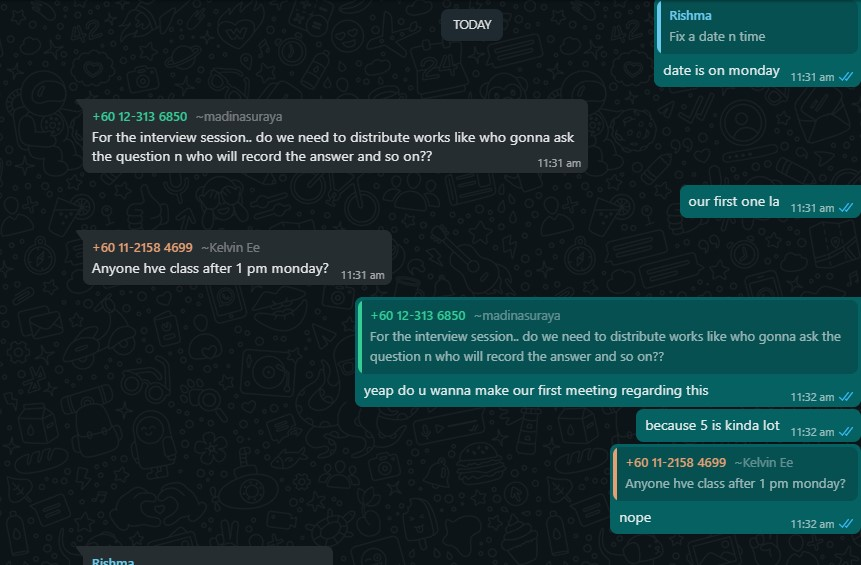 TODAY
Rishma
Fix a date n time
date is on monday 11:31 am
+60 12-313 6850 ~madinasuraya
For the interview session.. do we need to distribute works like who gonna ask
the question n who will record the answer and so on??
11:31 am
our first one la 11:31 am
+60 11-2158 4699 ~Kelvin Ee
Anyone hve class after 1 pm monday? 11:31 am
+60 12-313 6850 ~madinasuraya
For the interview session.. do we need to distribute works like who gonna ask the
question n who will record the answer and so on??
yeap do u wanna make our first meeting regarding this 11:32 am
because 5 is kinda lot 11:32 am
+60 11-2158 4699 ~Kelvin Ee
Anyone hve class after 1 pm monday?
nope 11:32 am
Rishma